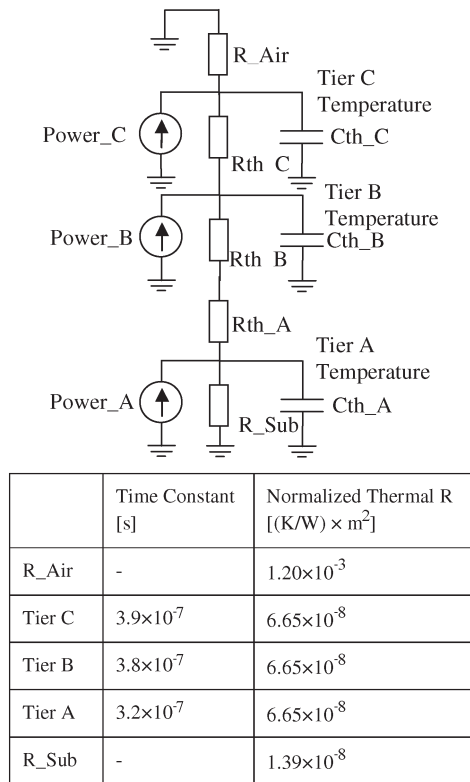 R_Air
Tier C
Temperature
Power_C
Cth_C
Rth_C
Tier B
Temperature
Power_B
Cth_B
Rth_B
Rth_A
Tier A
Temperature
Power_A
Cth_A
R_Sub
Time Constant [s] Normalized Thermal R [(K/W) × m²]
R_Air - 1.20×10⁻³
Tier C 3.9×10⁻⁷ 6.65×10⁻⁸
Tier B 3.8×10⁻⁷ 6.65×10⁻⁸
Tier A 3.2×10⁻⁷ 6.65×10⁻⁸
R_Sub - 1.39×10⁻⁸